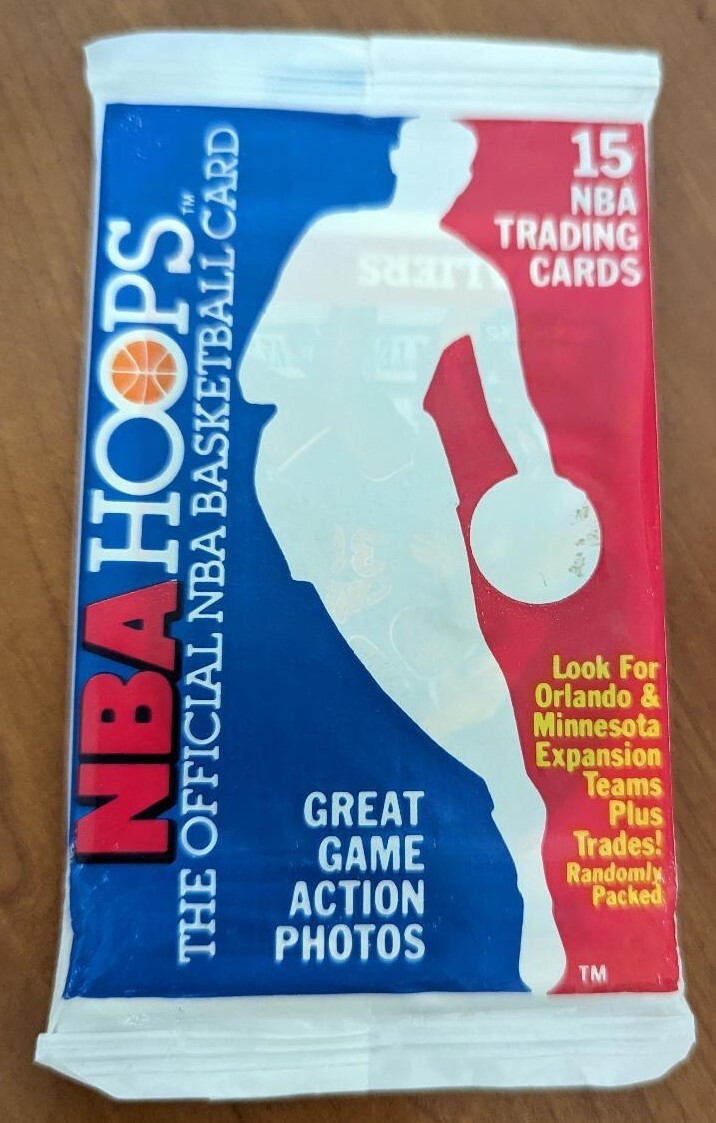 NBA HOOPS™
THE OFFICIAL NBA BASKETBALL CARD
15
NBA
TRADING
CARDS
Look For
Orlando &
Minnesota
Expansion
Teams
Plus
Trades!
Randomly
Packed
GREAT
GAME
ACTION
PHOTOS
TM